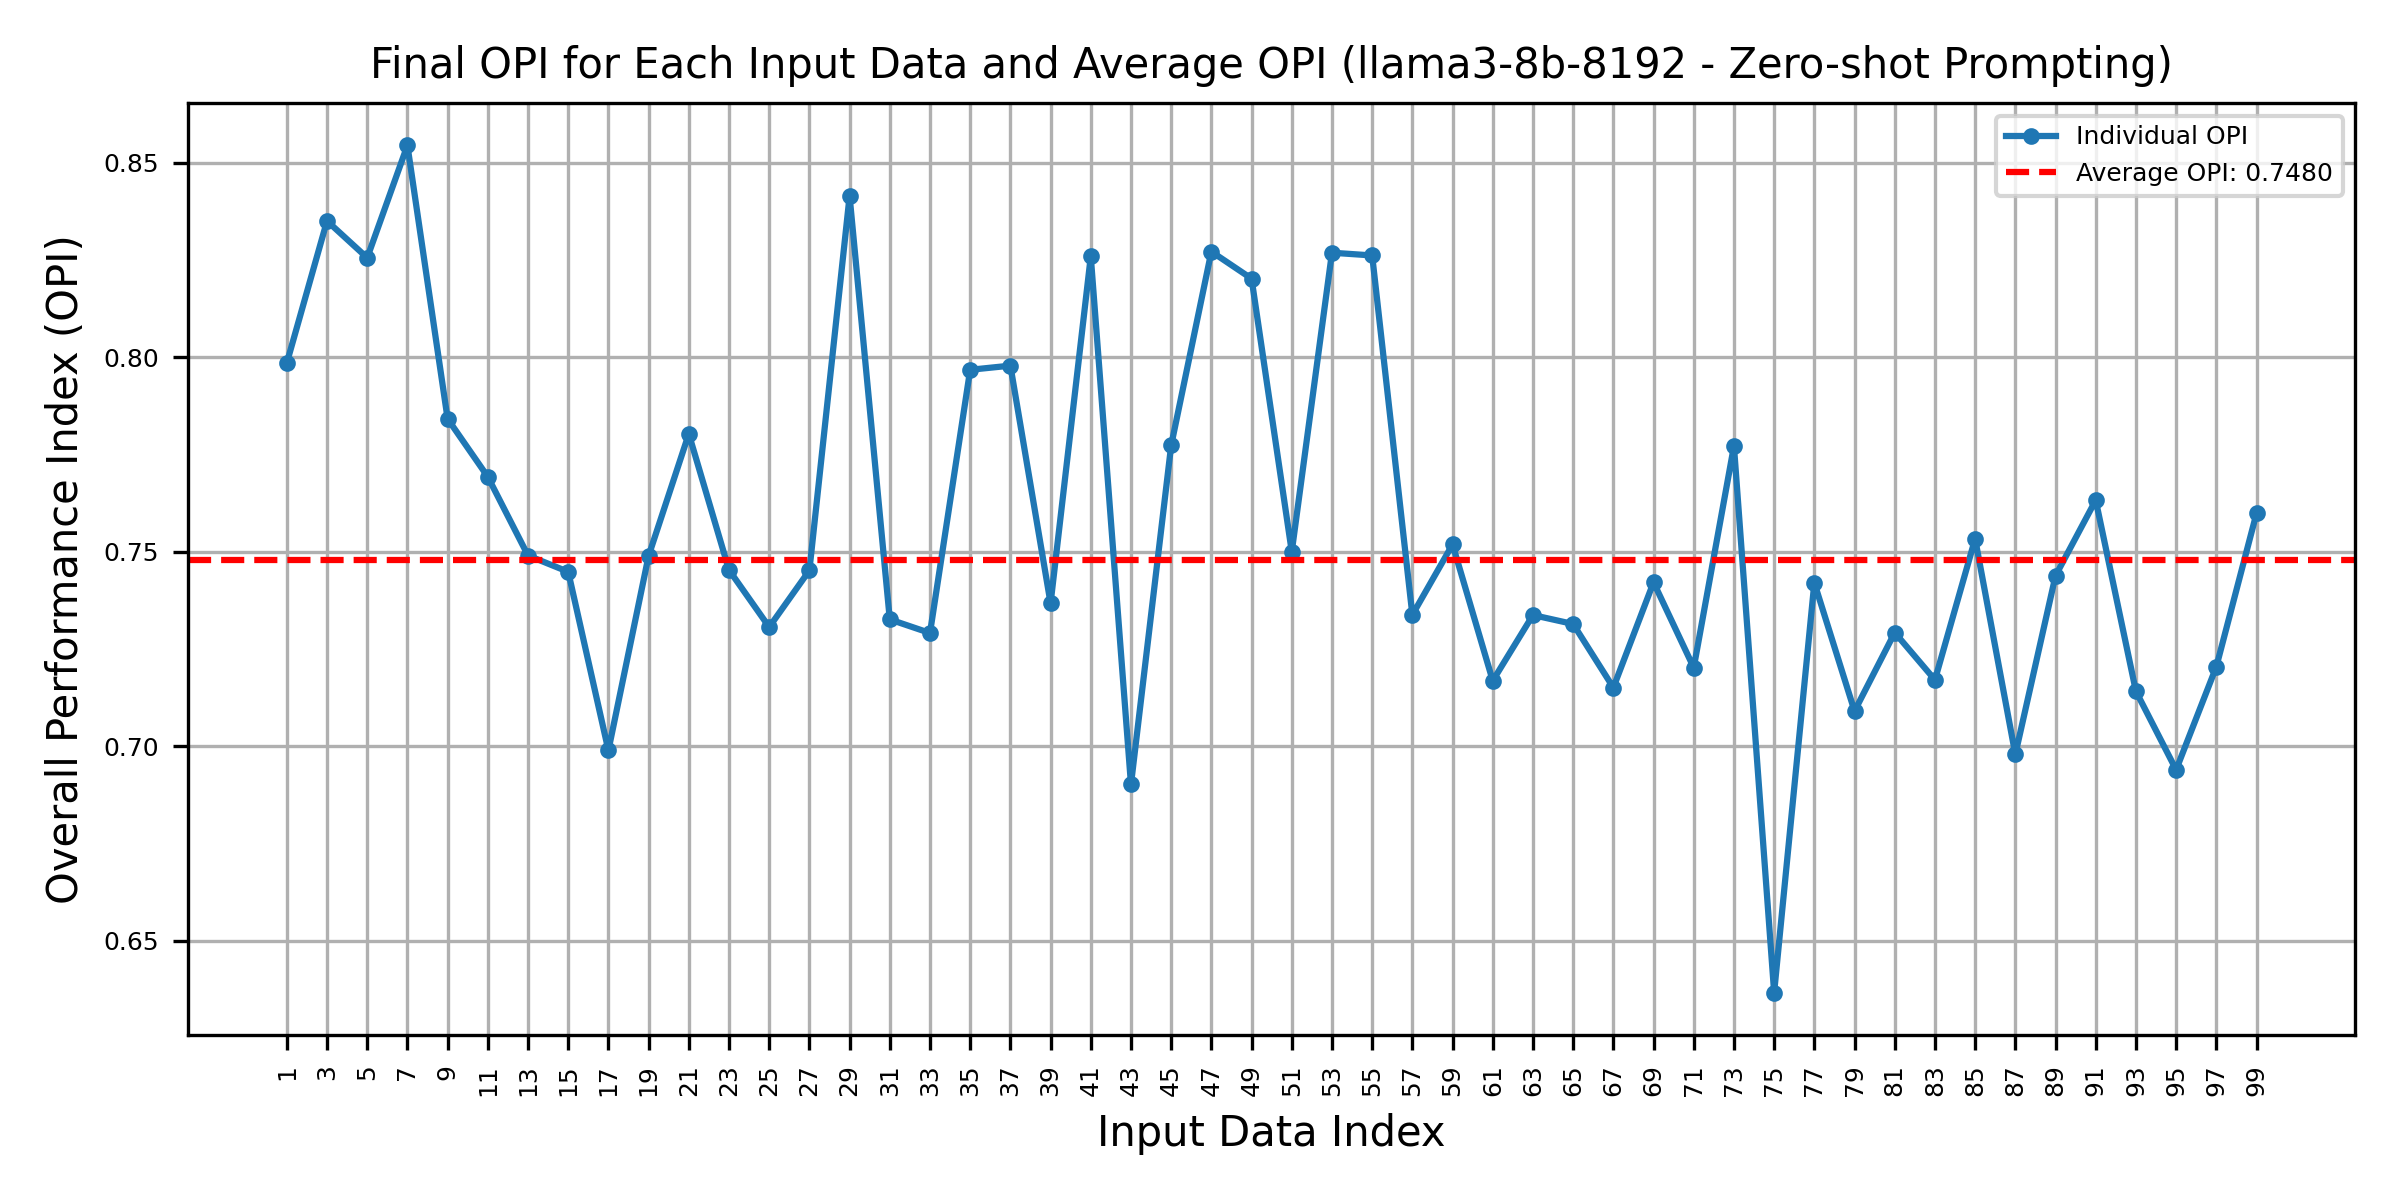 Final OPI for Each Input Data and Average OPI (llama3-8b-8192 - Zero-shot Prompting)
Individual OPI
Average OPI: 0.7480
Overall Performance Index (OPI)
0.85
0.80
0.75
0.70
0.65
1 3 5 7 9 11 13 15 17 19 21 23 25 27 29 31 33 35 37 39 41 43 45 47 49 51 53 55 57 59 61 63 65 67 69 71 73 75 77 79 81 83 85 87 89 91 93 95 97 99
Input Data Index